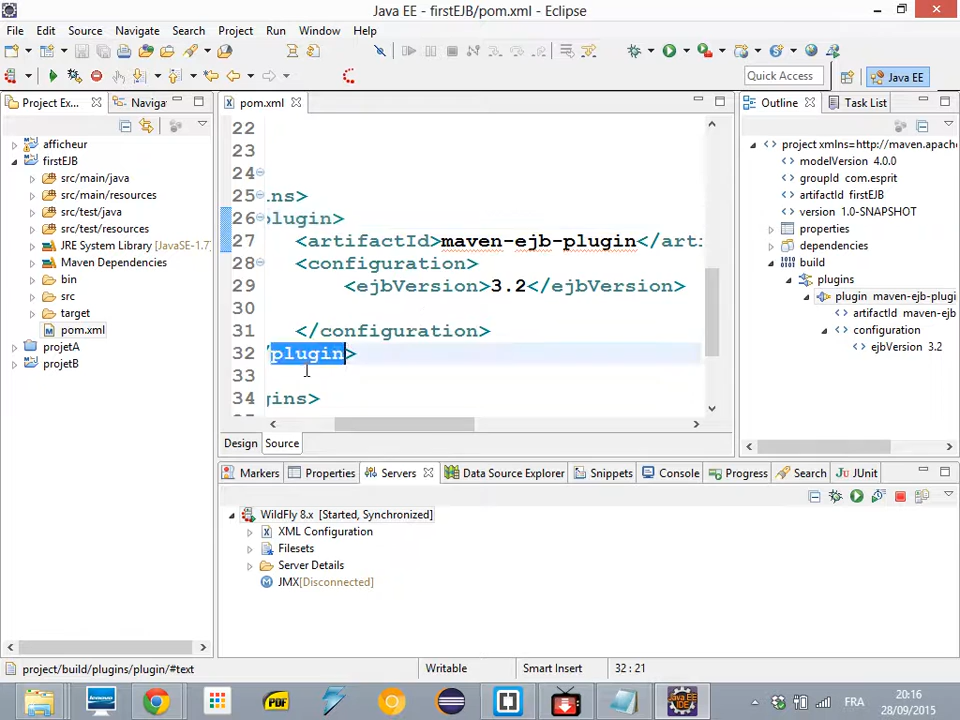 Java EE - firstEJB/pom.xml - Eclipse
File Edit Source Navigate Search Project Run Window Help
Quick Access
Java EE
Project Ex...
Naviga
pom.xml
Outline
Task List
afficheur
firstEJB
src/main/java
src/main/resources
src/test/java
src/test/resources
JRE System Library [JavaSE-1.7
Maven Dependencies
bin
src
target
pom.xml
projetA
projetB
22
23
24
25 ins>
26 plugin>
27 <artifactId>maven-ejb-plugin</arti
28 <configuration>
29 <ejbVersion>3.2</ejbVersion>
30
31 </configuration>
32 plugin>
33
34 gins>
Design Source
project xmlns=http://maven.apache
modelVersion 4.0.0
groupId com.esprit
artifactId firstEJB
version 1.0-SNAPSHOT
properties
dependencies
build
plugins
plugin maven-ejb-plugi
artifactId maven-ejb
configuration
ejbVersion 3.2
Markers Properties Servers Data Source Explorer Snippets Console Progress Search JUnit
WildFly 8.x [Started, Synchronized]
XML Configuration
Filesets
Server Details
JMX[Disconnected]
project/build/plugins/plugin/#text
Writable
Smart Insert
32 : 21
PDF
Java EE IDE
FRA
20:16
28/09/2015